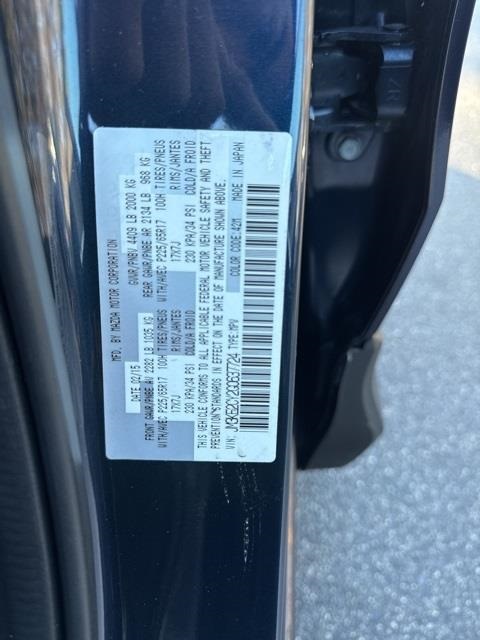 MFD. BY MAZDA MOTOR CORPORATION
DATE 02/15 GVWR/PNBV 4409 LB 2000 KG
FRONT GAWR/PNBE AV 2282 LB 1035 KG REAR GAWR/PNBE AR 2134 LB 968 KG
WITH/AVEC P225/65R17 100H TIRES/PNEUS WITH/AVEC P225/65R17 100H TIRES/PNEUS
17X7J RIMS/JANTES 17X7J RIMS/JANTES
230 KPA/34 PSI COLD/A FROID 230 KPA/34 PSI COLD/A FROID
THIS VEHICLE CONFORMS TO ALL APPLICABLE FEDERAL MOTOR VEHICLE SAFETY AND THEFT
PREVENTION STANDARDS IN EFFECT ON THE DATE OF MANUFACTURE SHOWN ABOVE.
VIN: TYPE:MPV COLOR CODE:42M MADE IN JAPAN